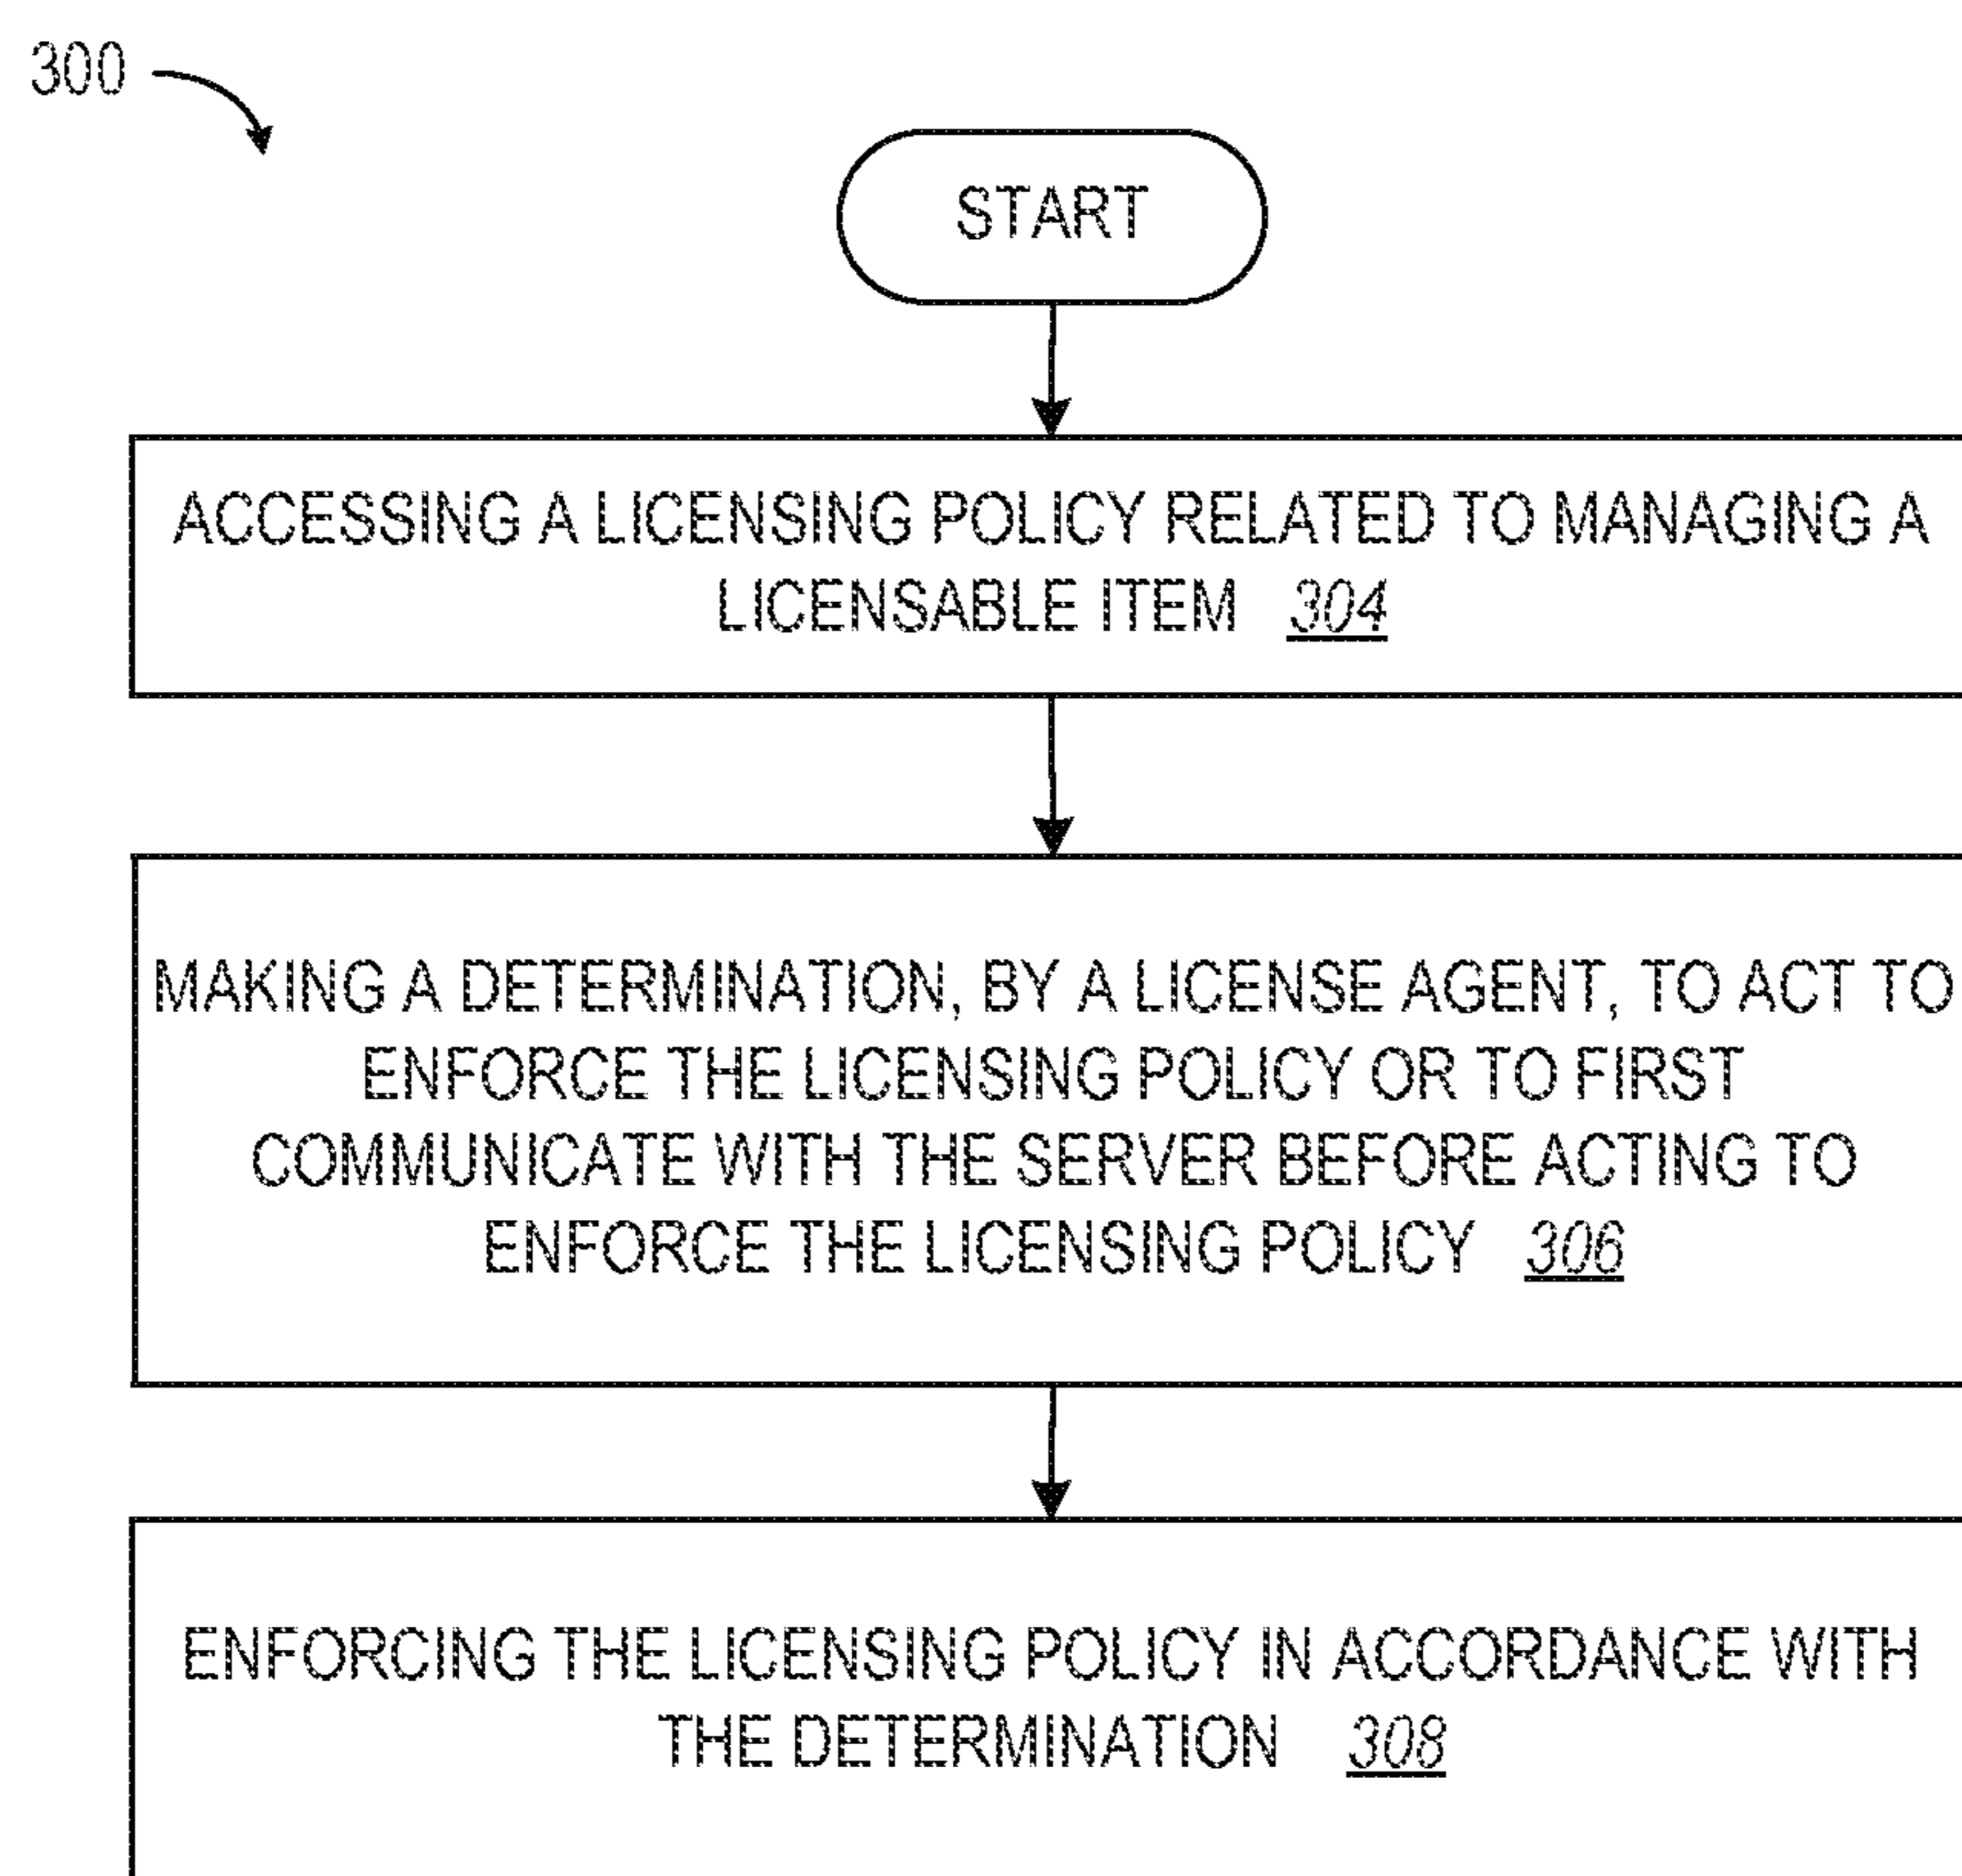 300
START
ACCESSING A LICENSING POLICY RELATED TO MANAGING A
LICENSABLE ITEM 304
MAKING A DETERMINATION, BY A LICENSE AGENT, TO ACT TO
ENFORCE THE LICENSING POLICY OR TO FIRST
COMMUNICATE WITH THE SERVER BEFORE ACTING TO
ENFORCE THE LICENSING POLICY 306
ENFORCING THE LICENSING POLICY IN ACCORDANCE WITH
THE DETERMINATION 308